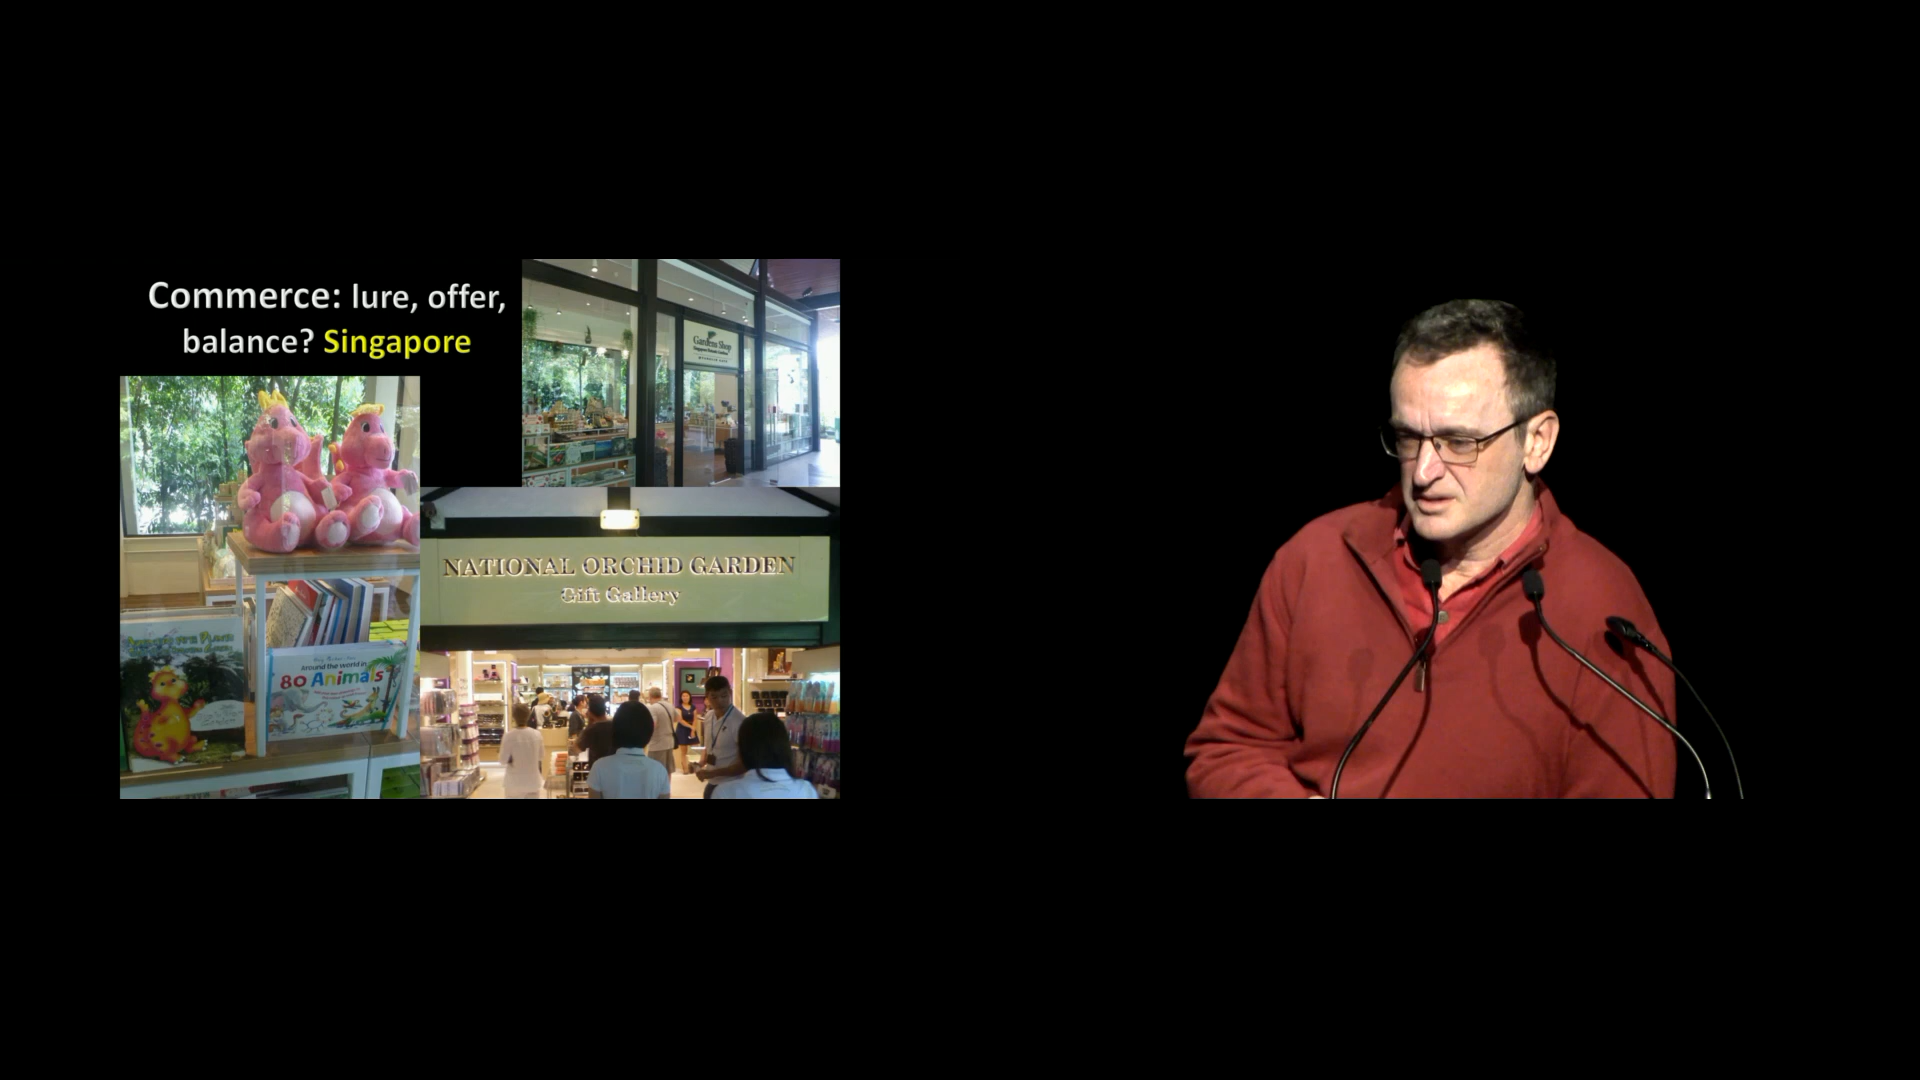 Commerce: lure, offer,
balance? Singapore
Gardens Shop
NATIONAL ORCHID GARDEN
Gift Gallery
Around the world in
80 Animals